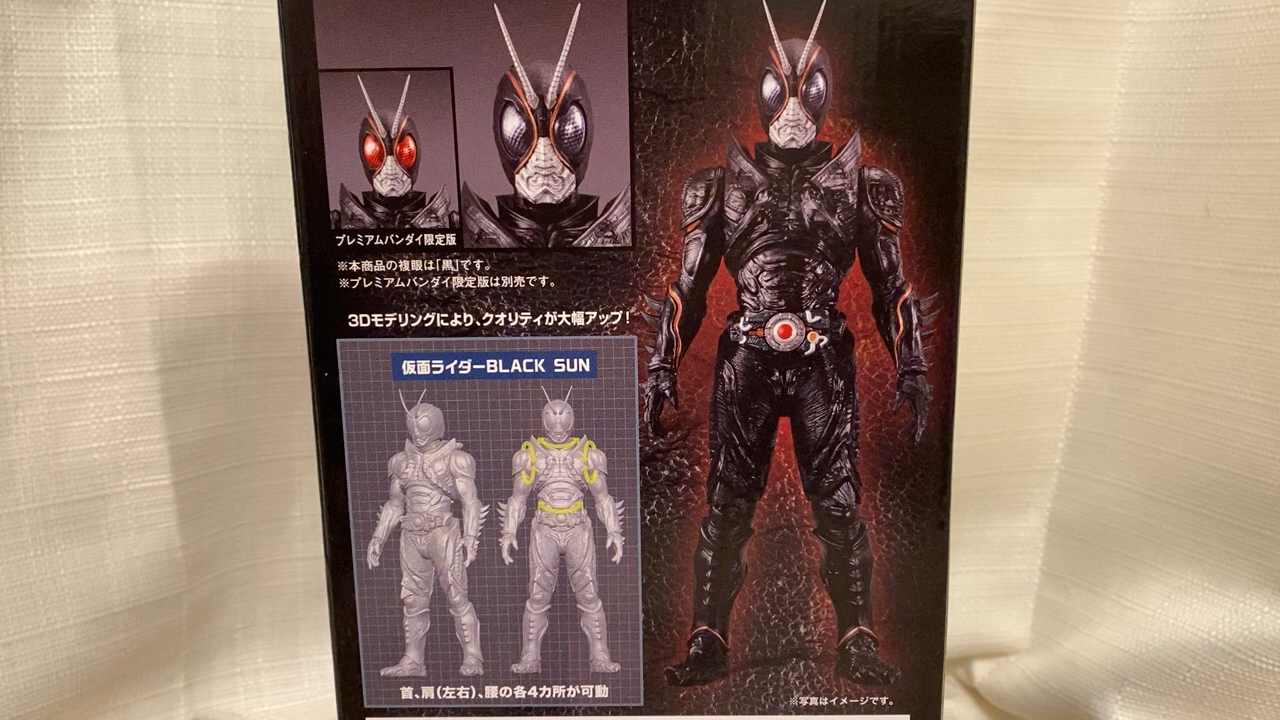 プレミアムバンダイ限定版
※本商品の複眼は「黒」です。
※プレミアムバンダイ限定版は別売です。
3Dモデリングにより、クオリティが大幅アップ!
仮面ライダーBLACK SUN
首、肩(左右)、腰の各4カ所が可動
※写真はイメージです。